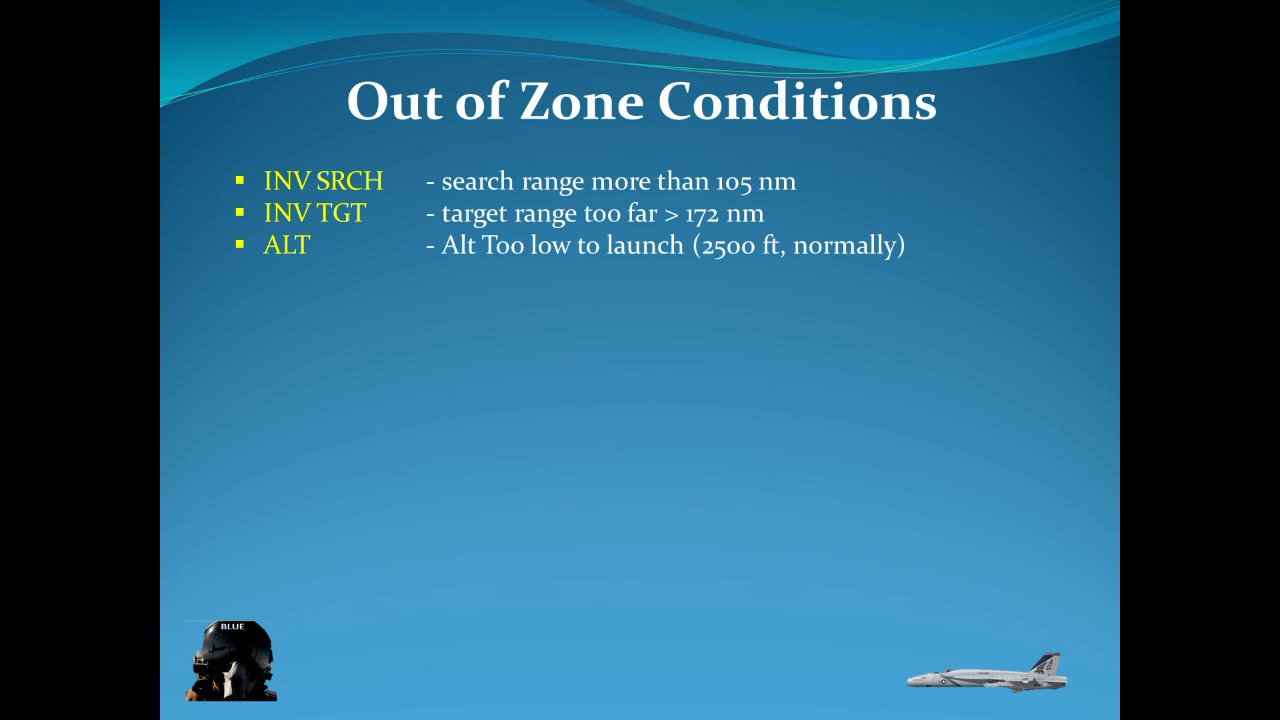 Out of Zone Conditions
▪ INV SRCH - search range more than 105 nm
▪ INV TGT - target range too far > 172 nm
▪ ALT - Alt Too low to launch (2500 ft, normally)
BLUE